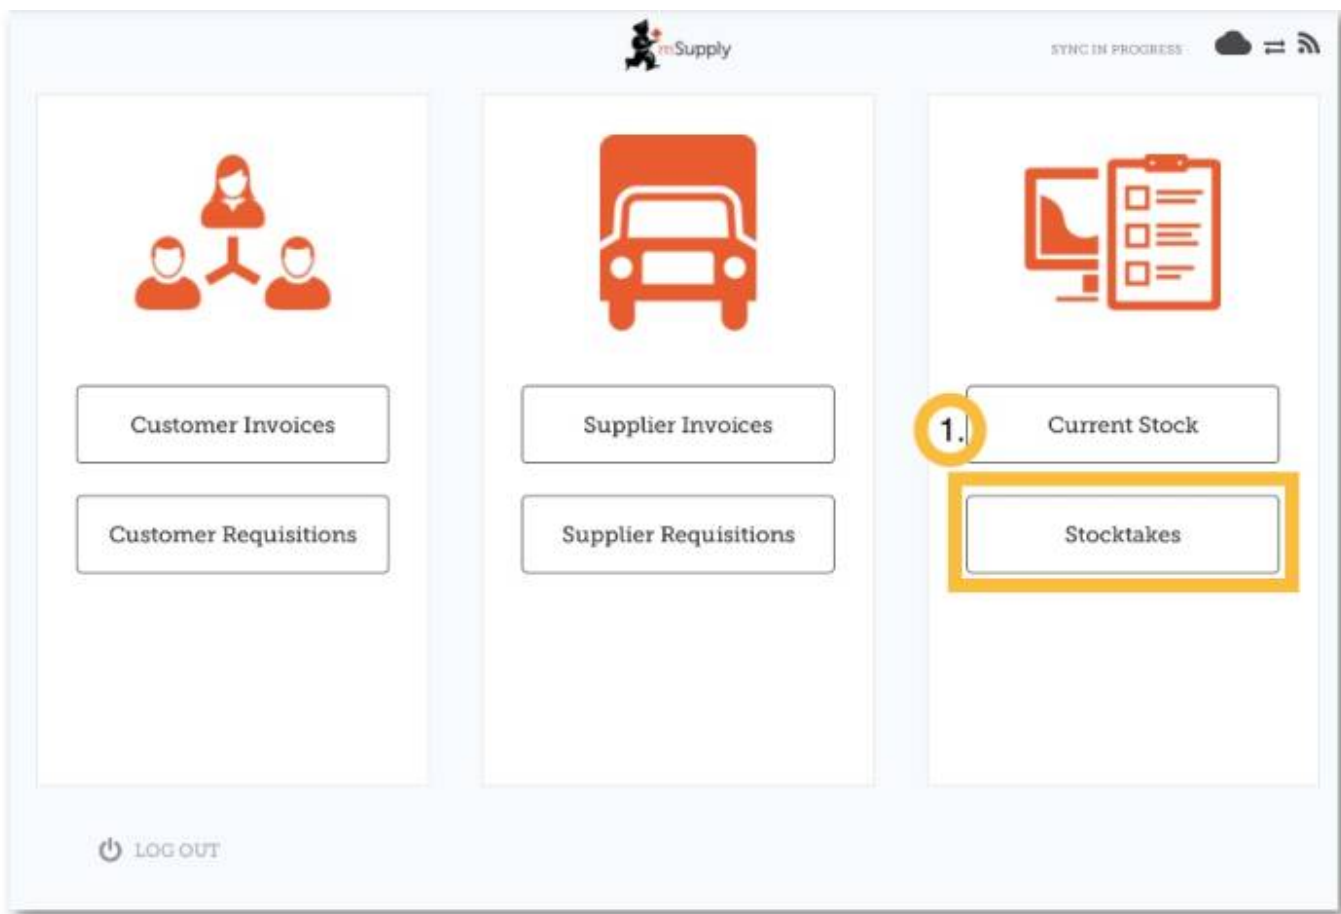 mSupply
SYNC IN PROGRESS
Customer Invoices
Customer Requisitions
Supplier Invoices
Supplier Requisitions
1.
Current Stock
Stocktakes
LOG OUT